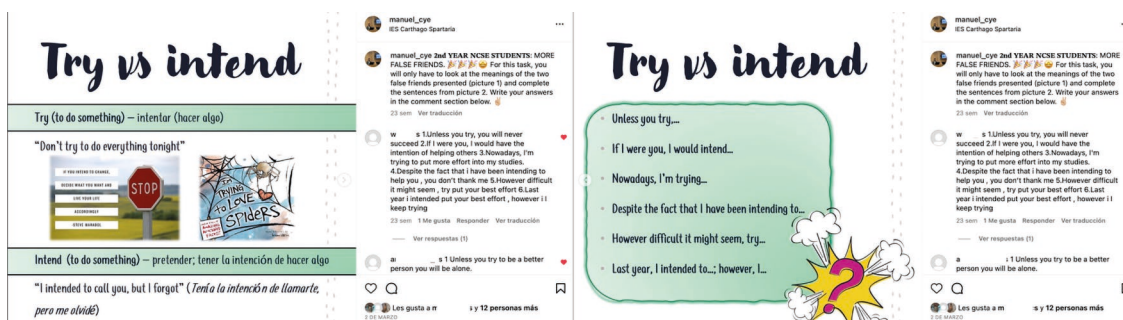 Try vs intend
Try (to do something) – intentar (hacer algo)
"Don't try to do everything tonight"
IF YOU INTEND TO CHANGE,
DECIDE WHAT YOU WANT AND
LIVE YOUR LIFE
ACCORDINGLY
STEVE MARABOLI
STOP
I'M
TRYING
to LOVE
SPIDERS
Intend (to do something) – pretender; tener la intención de hacer algo
"I intended to call you, but I forgot" (Tenía la intención de llamarte,
pero me olvidé)
manuel_cye
IES Carthago Spartaria
manuel_cye 2nd YEAR NCSE STUDENTS: MORE
FALSE FRIENDS. 🎉🎉🎉🤩 For this task, you
will only have to look at the meanings of the two
false friends presented (picture 1) and complete
the sentences from picture 2. Write your answers
in the comment section below. ✌🏼
23 sem Ver traducción
w s 1.Unless you try, you will never
succeed 2.If I were you, I would have the
intention of helping others 3.Nowadays, I'm
trying to put more effort into my studies.
4.Despite the fact that i have been intending to
help you , you don't thank me 5.However difficult
it might seem , try put your best effort 6.Last
year i intended put your best effort , however i I
keep trying
23 sem 1 Me gusta Responder Ver traducción
Ver respuestas (1)
a _ s 1 Unless you try to be a better
person you will be alone.
Les gusta a m s y 12 personas más
2 DE MARZO
Try vs intend
Unless you try,...
If I were you, I would intend...
Nowadays, I'm trying...
Despite the fact that I have been intending to...
However difficult it might seem, try...
Last year, I intended to...; however, I...
?
manuel_cye
IES Carthago Spartaria
manuel_cye 2nd YEAR NCSE STUDENTS: MORE
FALSE FRIENDS. 🎉🎉🎉🤩 For this task, you
will only have to look at the meanings of the two
false friends presented (picture 1) and complete
the sentences from picture 2. Write your answers
in the comment section below. ✌🏼
23 sem Ver traducción
w s 1.Unless you try, you will never
succeed 2.If I were you, I would have the
intention of helping others 3.Nowadays, I'm
trying to put more effort into my studies.
4.Despite the fact that i have been intending to
help you , you don't thank me 5.However difficult
it might seem , try put your best effort 6.Last
year i intended put your best effort , however i I
keep trying
23 sem 1 Me gusta Responder Ver traducción
Ver respuestas (1)
a : 1 Unless you try to be a better
person you will be alone.
Les gusta a m s y 12 personas más
2 DE MARZO